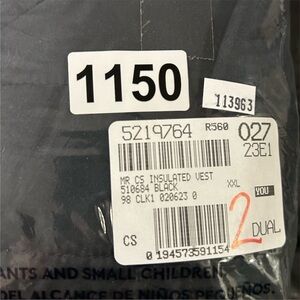 1150
113963
5219764 R560 027
23E1
MR CS INSULATED VEST
510684 BLACK XXL
98 CLK1 020623 0 YOU
2 DUAL
CS
0 194573591154
ANTS AND SMALL CHILDREN.
DEL ALCANCE DE NIÑOS PEQUEÑOS.